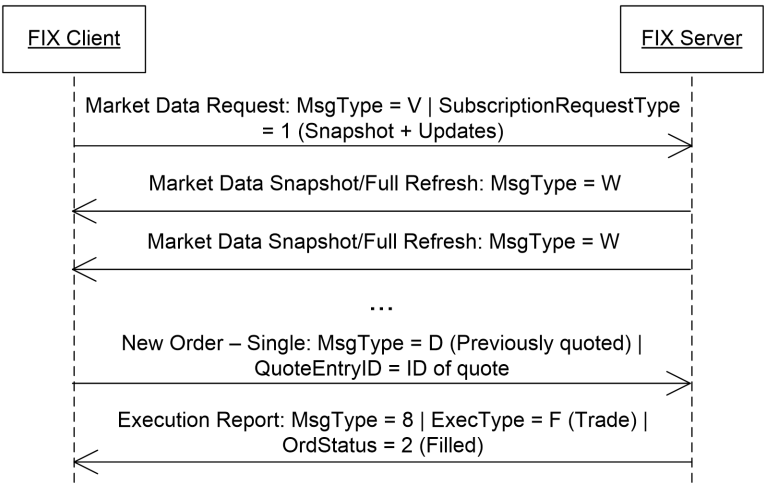 FIX Client
FIX Server
Market Data Request: MsgType = V | SubscriptionRequestType
= 1 (Snapshot + Updates)
Market Data Snapshot/Full Refresh: MsgType = W
Market Data Snapshot/Full Refresh: MsgType = W
...
New Order – Single: MsgType = D (Previously quoted) |
QuoteEntryID = ID of quote
Execution Report: MsgType = 8 | ExecType = F (Trade) |
OrdStatus = 2 (Filled)